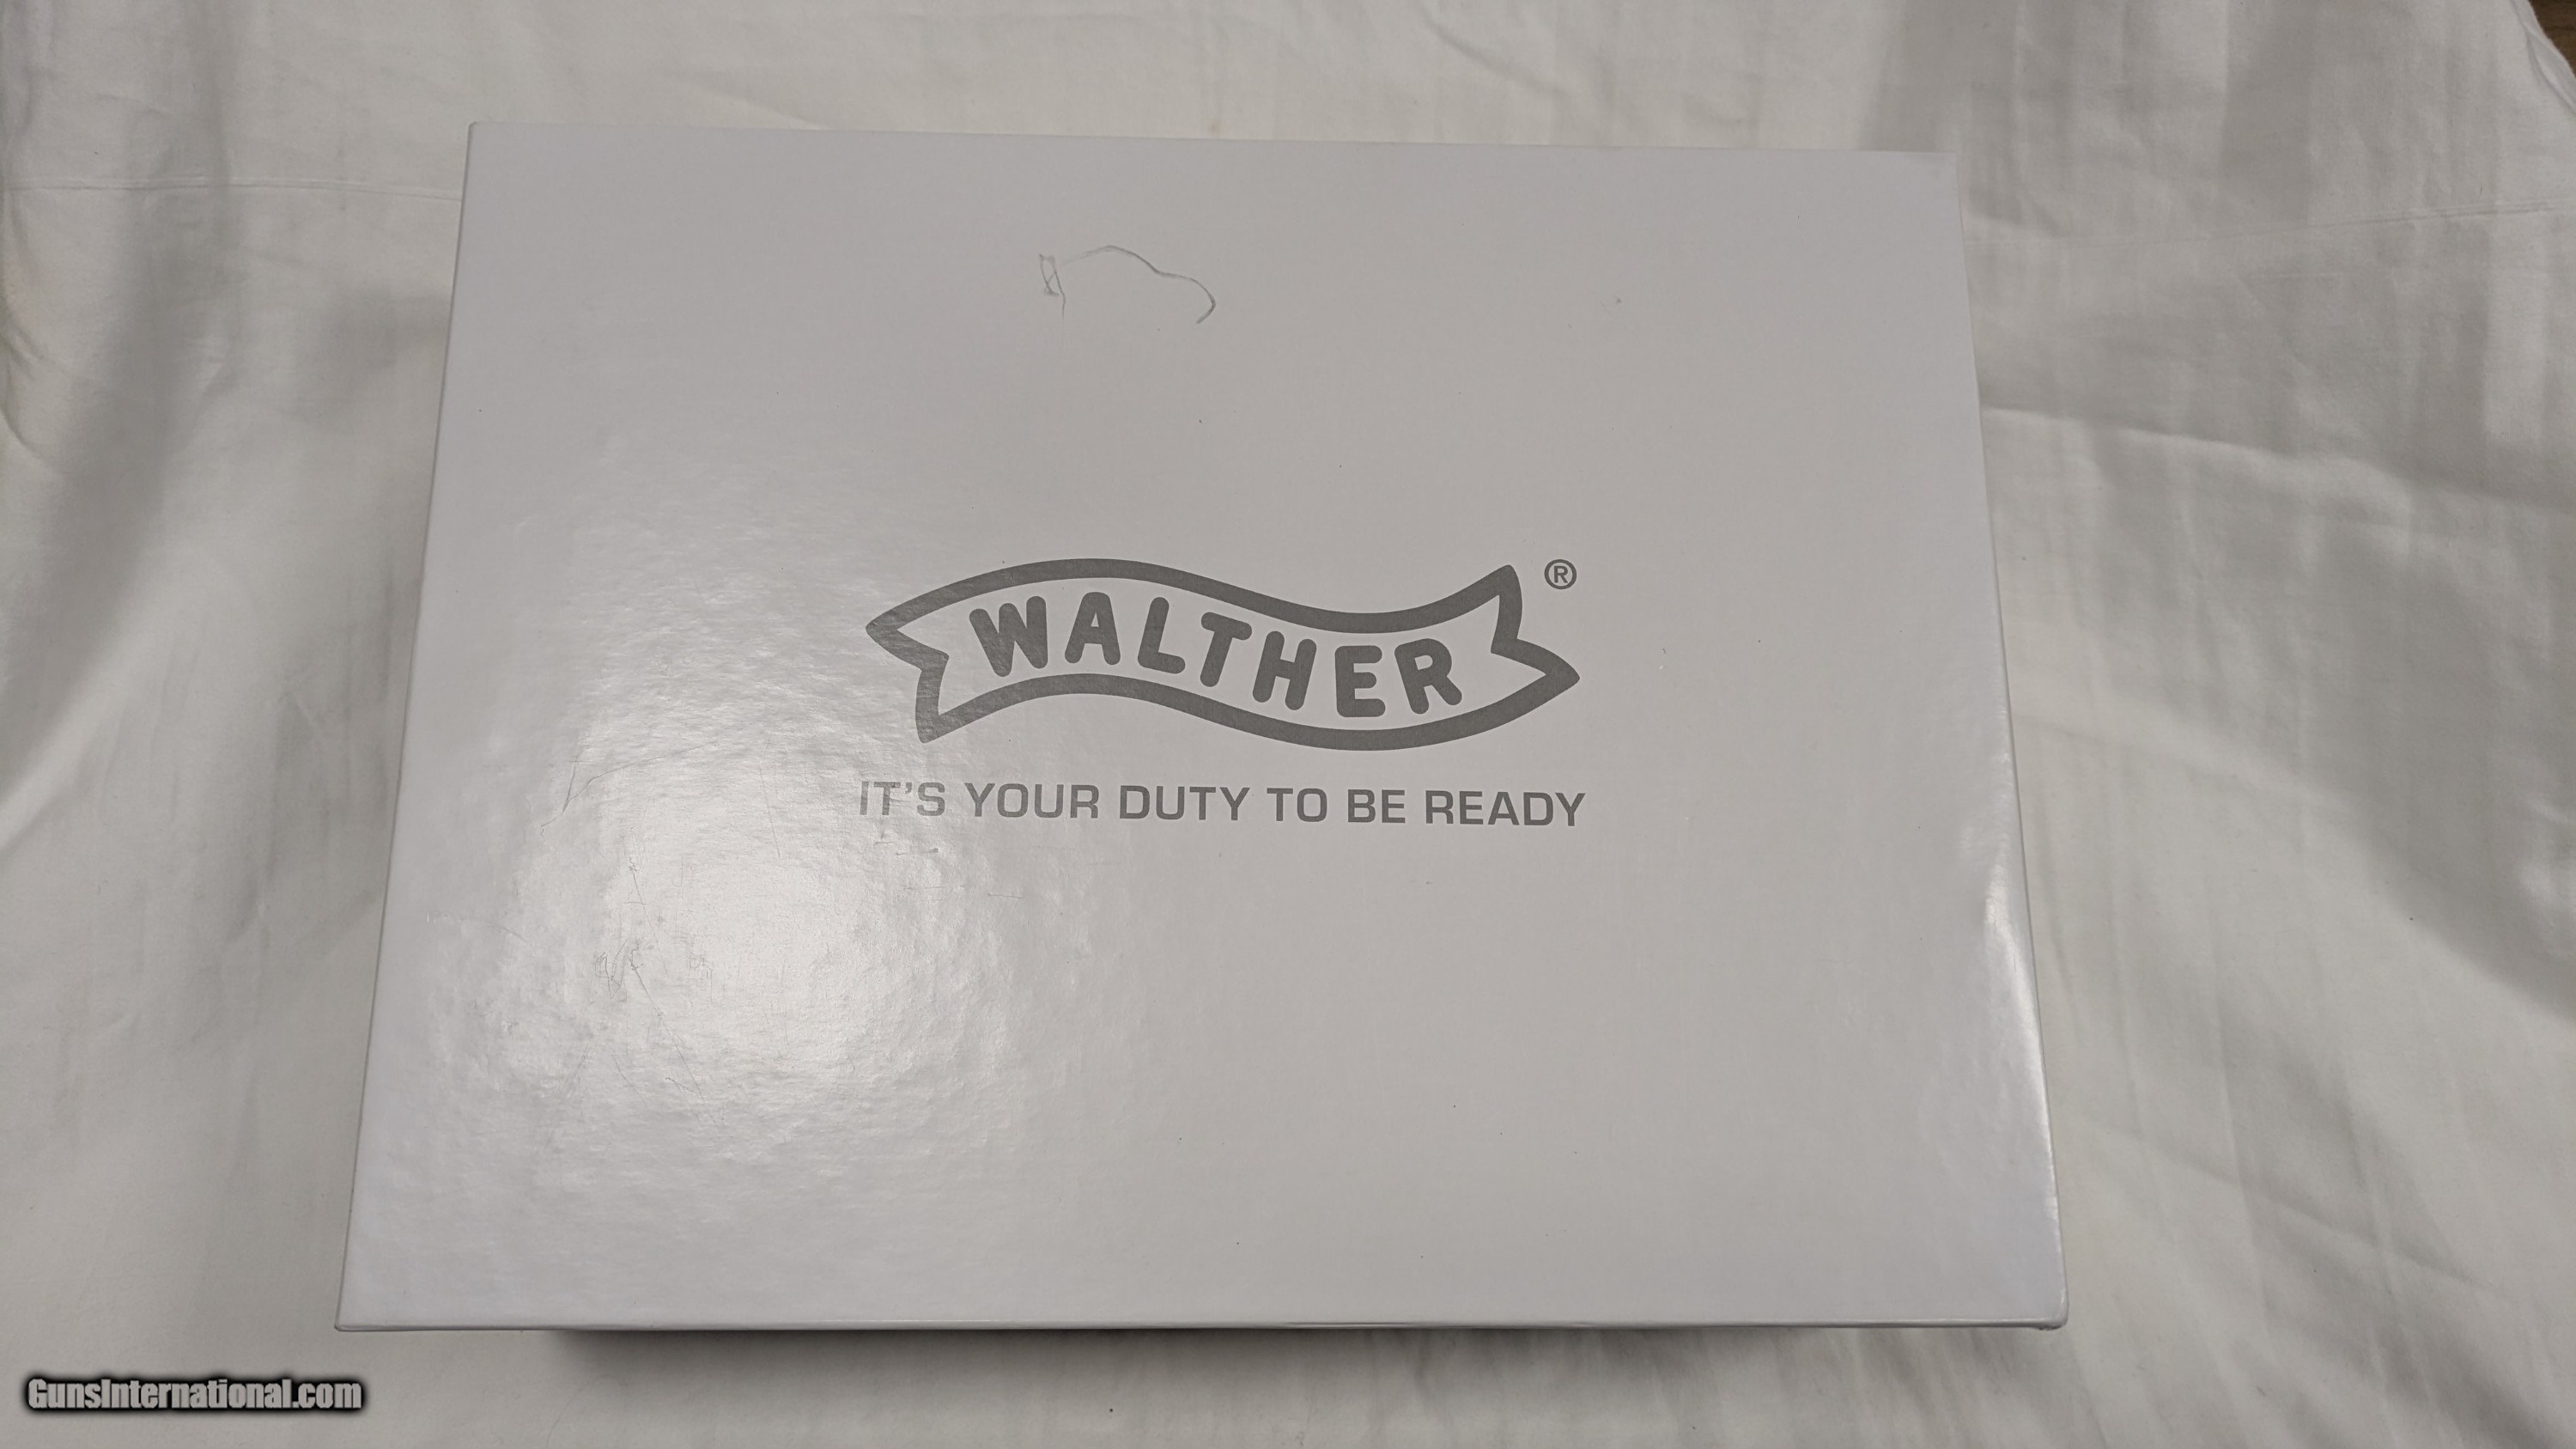 WALTHER ®
IT'S YOUR DUTY TO BE READY
GunsInternational.com